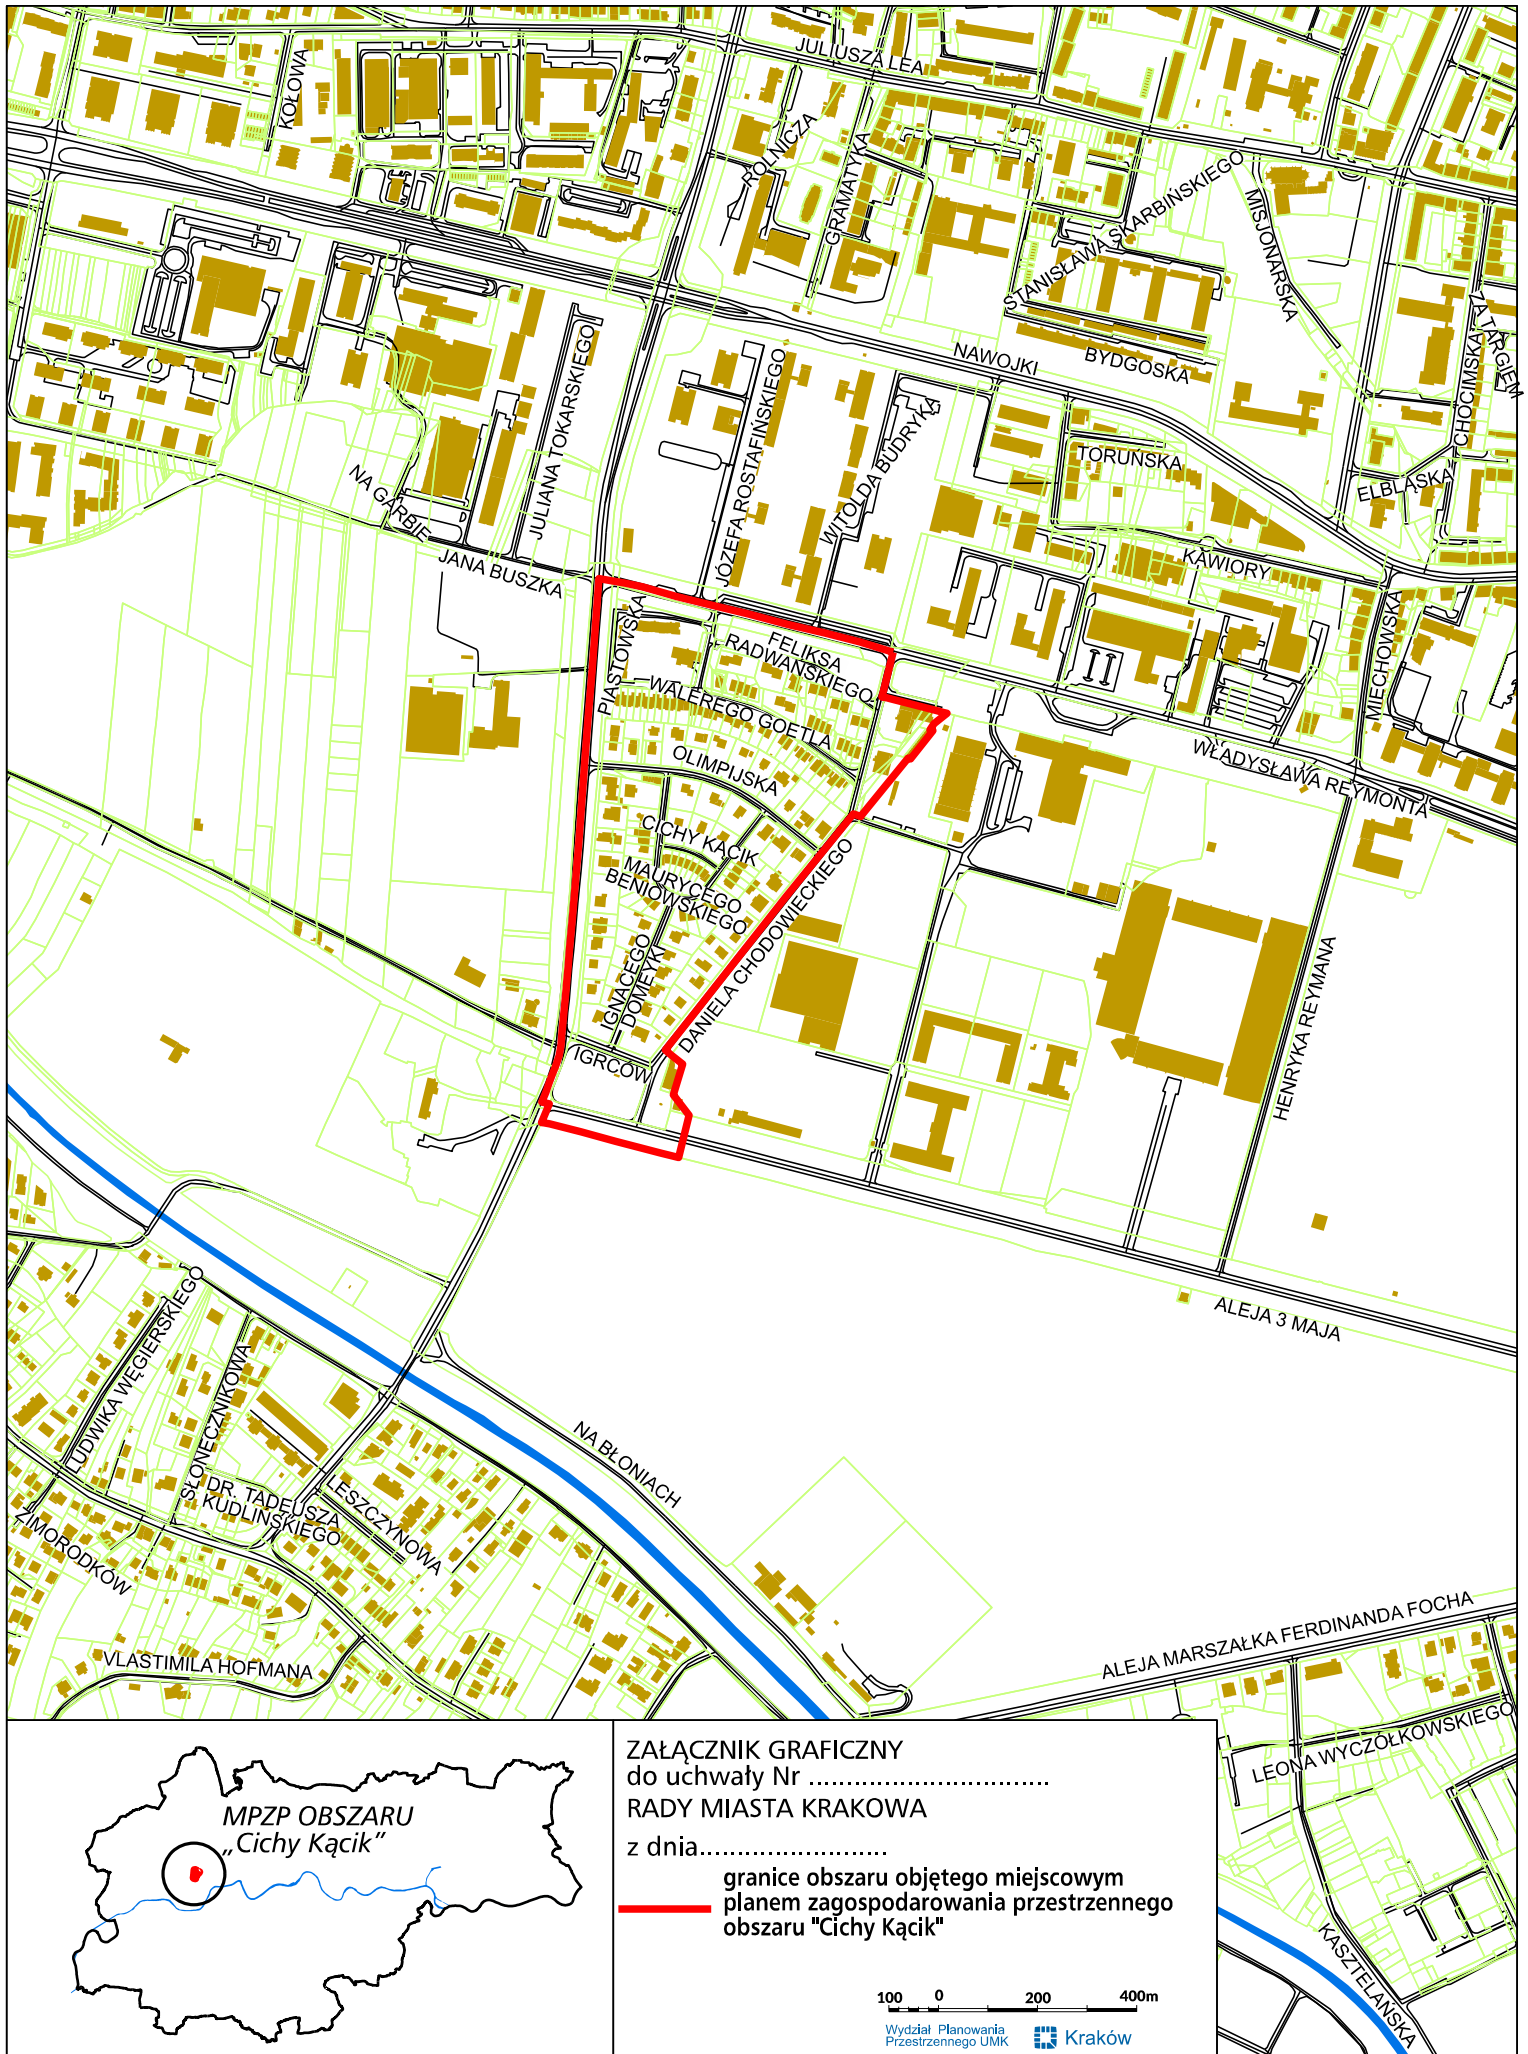 JULIUSZA LEA
KOŁOWA
ROLNICZA
GRAMATYKA
STANISŁAWA SKARBIŃSKIEGO
MISJONARSKA
ZA TARGIEM
CHOCIMSKA
NAWOJKI
BYDGOSKA
JULIANA TOKARSKIEGO
JÓZEFA ROSTAFIŃSKIEGO
WITOLDA BUDRYKA
TORUŃSKA
ELBLĄSKA
NA GARBIE
JANA BUSZKA
KAWIORY
MIECHOWSKA
PIASTOWSKA
FELIKSA
RADWAŃSKIEGO
WALEREGO GOETLA
OLIMPIJSKA
WŁADYSŁAWA REYMONTA
CICHY KĄCIK
MAURYCEGO
BENIOWSKIEGO
DANIELA CHODOWIECKIEGO
IGNACEGO
DOMEYKI
IGRCÓW
HENRYKA REYMANA
ALEJA 3 MAJA
LUDWIKA WĘGIERSKIEGO
SŁONECZNIKOWA
NA BŁONIACH
DR. TADEUSZA
KUDLIŃSKIEGO
LESZCZYNOWA
ZIMORODKÓW
VLASTIMILA HOFMANA
ALEJA MARSZAŁKA FERDINANDA FOCHA
LEONA WYCZÓŁKOWSKIEGO
KASZTELAŃSKA
MPZP OBSZARU
„Cichy Kącik”
ZAŁĄCZNIK GRAFICZNY
do uchwały Nr ................................
RADY MIASTA KRAKOWA
z dnia.........................
granice obszaru objętego miejscowym
planem zagospodarowania przestrzennego
obszaru "Cichy Kącik"
100 0 200 400m
Wydział Planowania
Przestrzennego UMK
Kraków